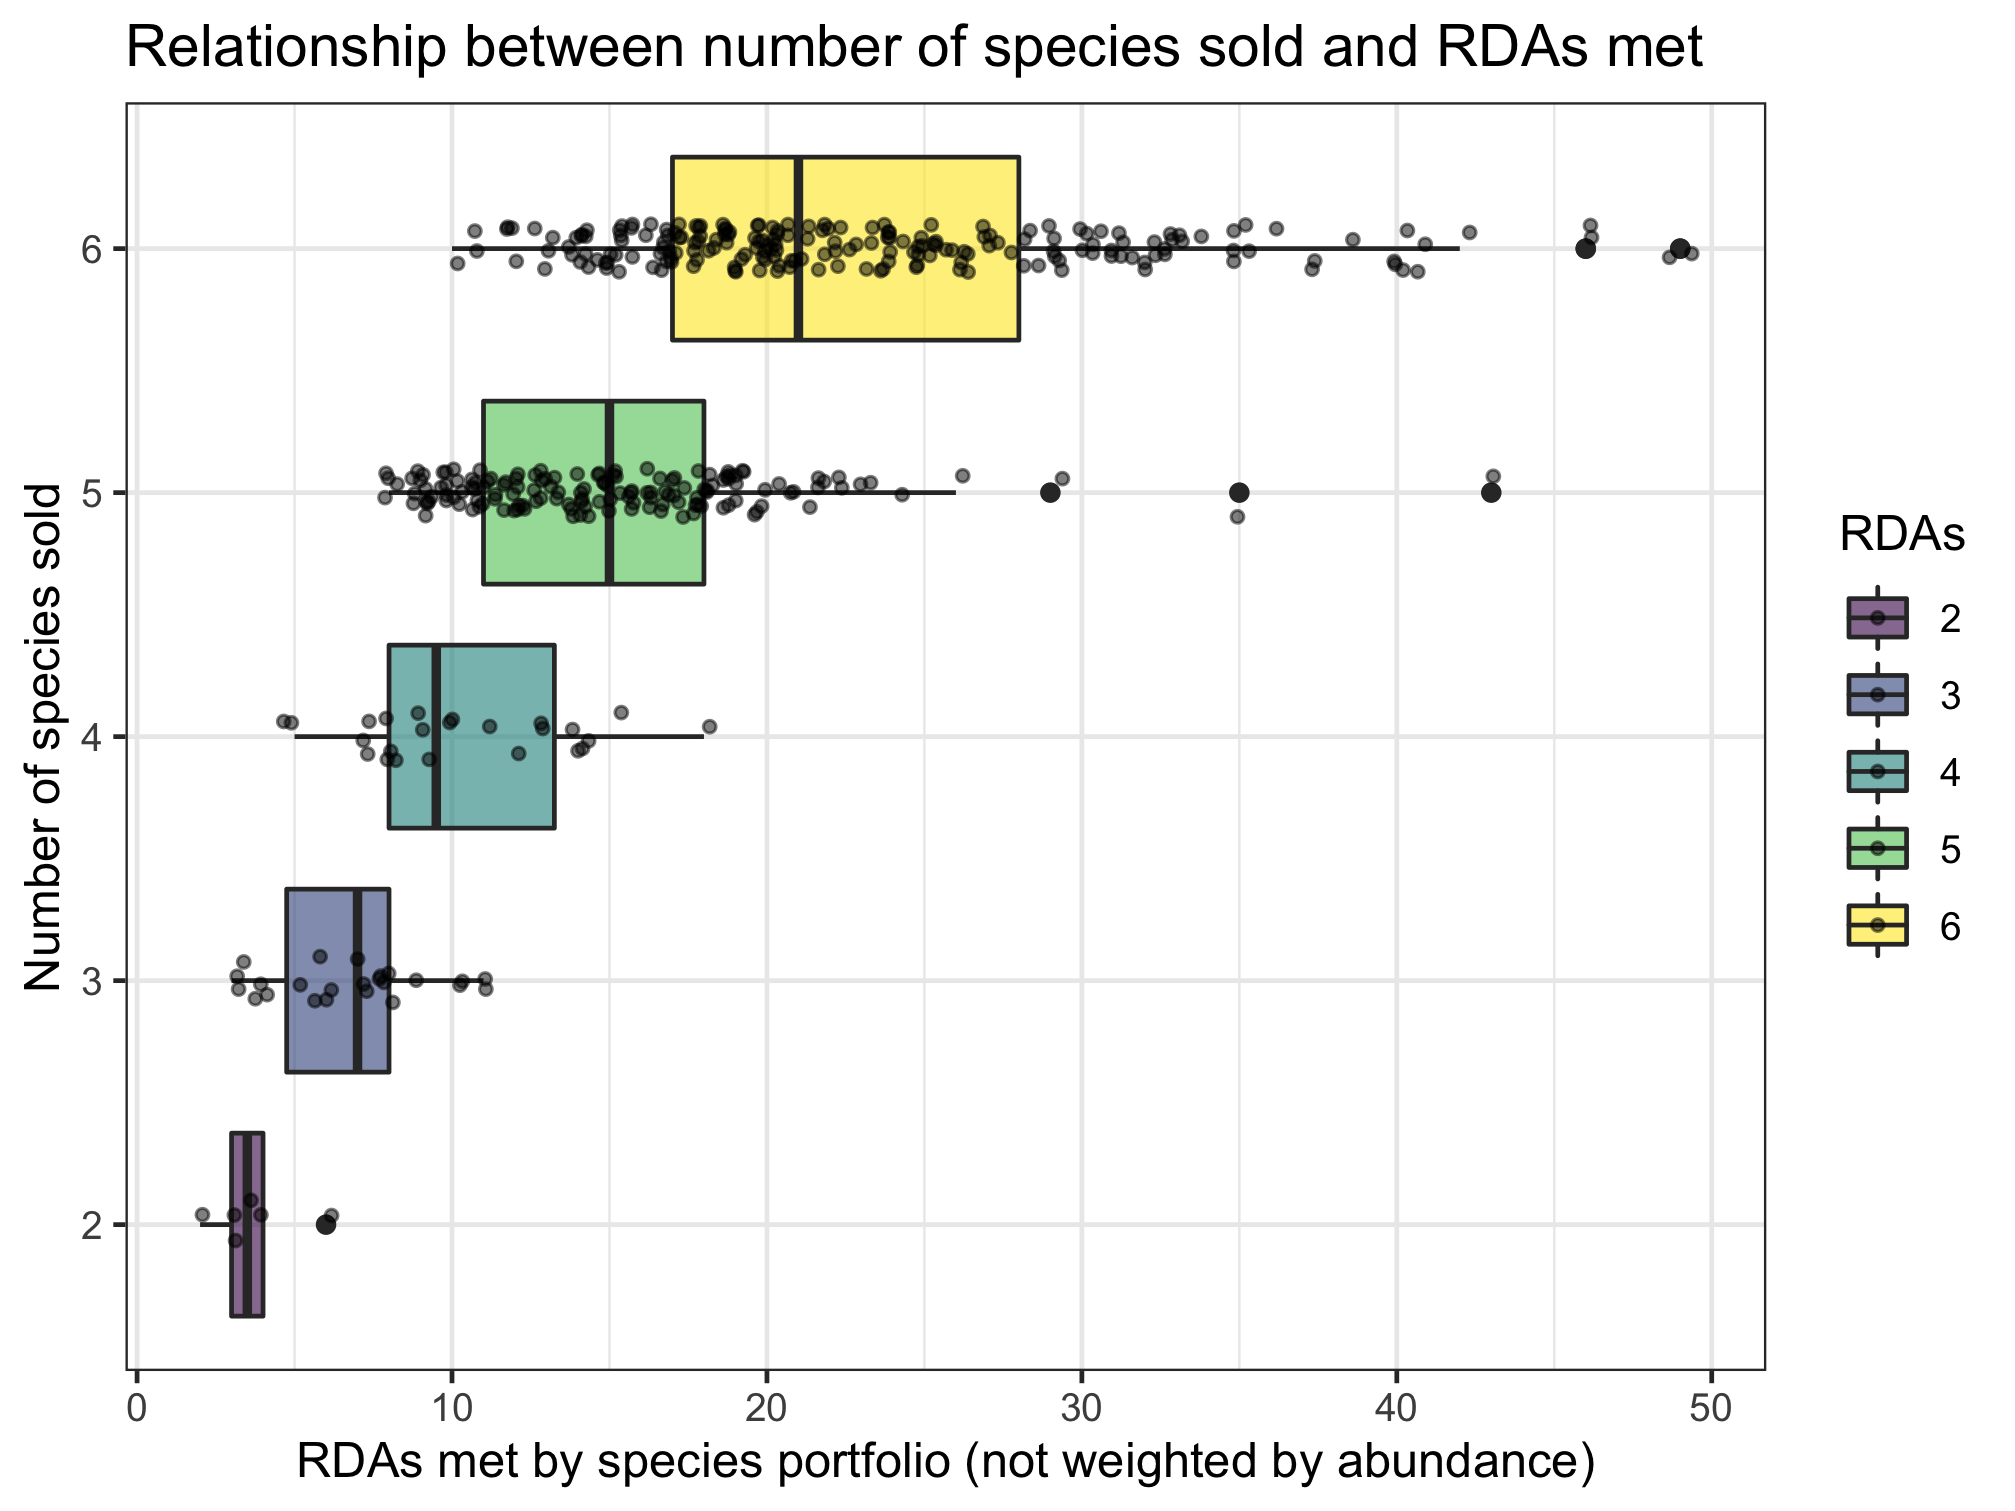 Relationship between number of species sold and RDAs met
Number of species sold
6
5
4
3
2
0 10 20 30 40 50
RDAs met by species portfolio (not weighted by abundance)
RDAs
2
3
4
5
6